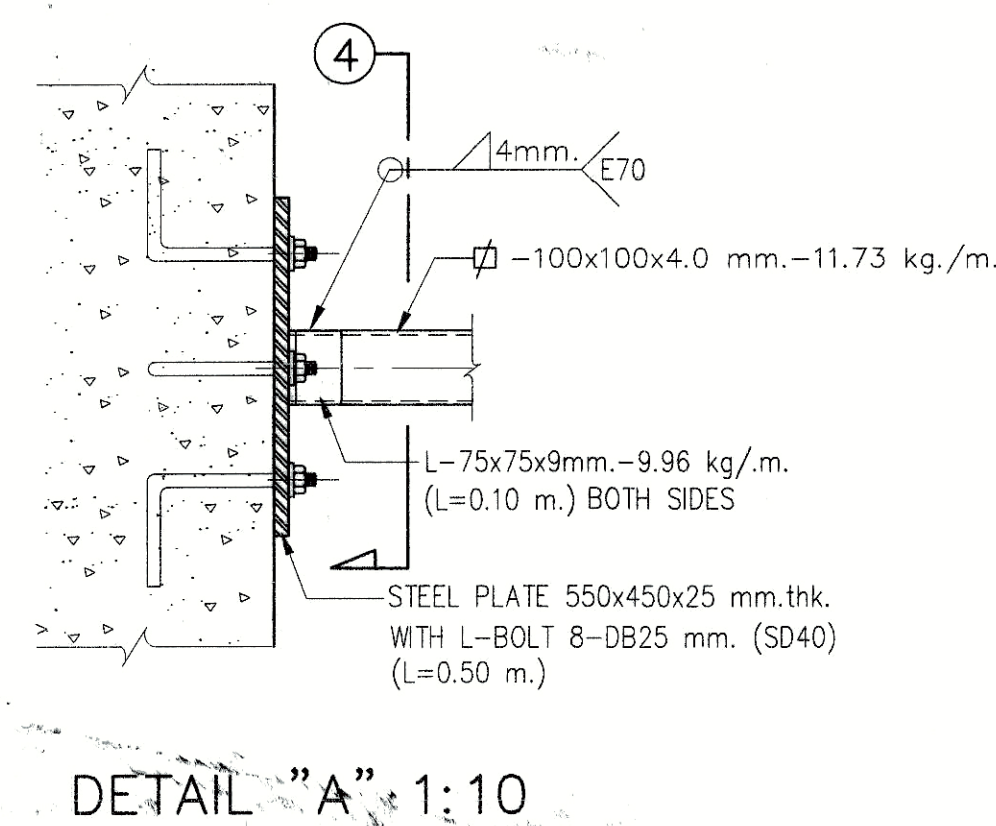 4
4mm.
E70
-100x100x4.0 mm.-11.73 kg./m.
L-75x75x9mm.-9.96 kg/.m.
(L=0.10 m.) BOTH SIDES
STEEL PLATE 550x450x25 mm.thk.
WITH L-BOLT 8-DB25 mm. (SD40)
(L=0.50 m.)
DETAIL "A" 1:10